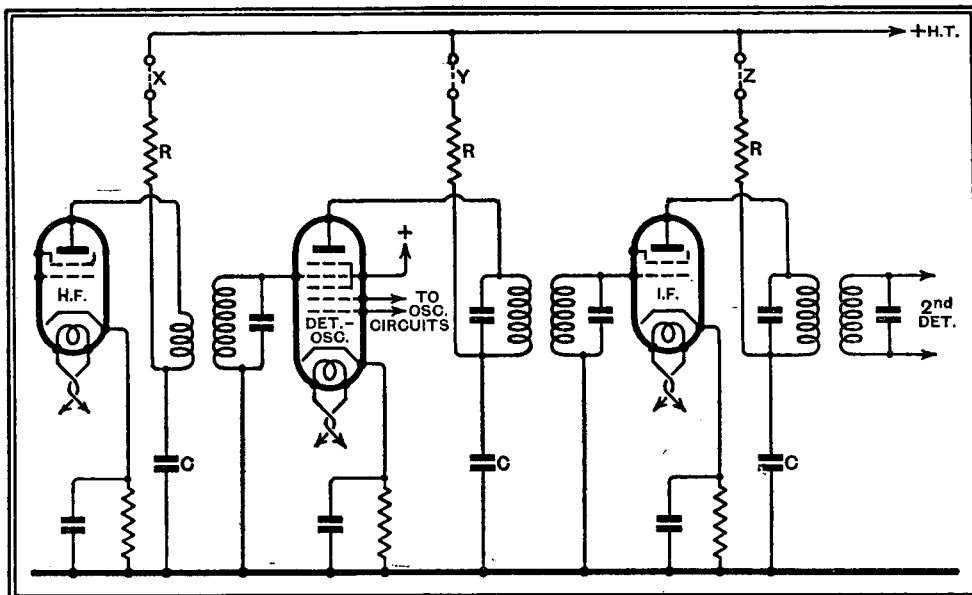 +H.T.
X
Y
Z
R
R
R
+
H.F.
I.F.
TO
OSC.
CIRCUITS
DET.-
OSC.
2nd
DET.
C
C
C